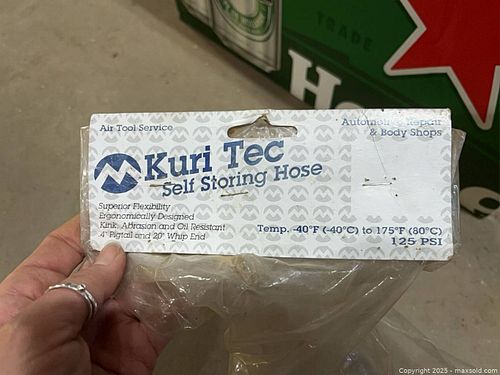 TRADE
Air Tool Service
Automotive Repair
& Body Shops
Kuri Tec
Self Storing Hose
Superior Flexibility
Ergonomically Designed
Kink, Abrasion and Oil Resistant
4" Pigtail and 20" Whip End
Temp. -40°F (-40°C) to 175°F (80°C)
125 PSI
Copyright 2025 - maxsold.com